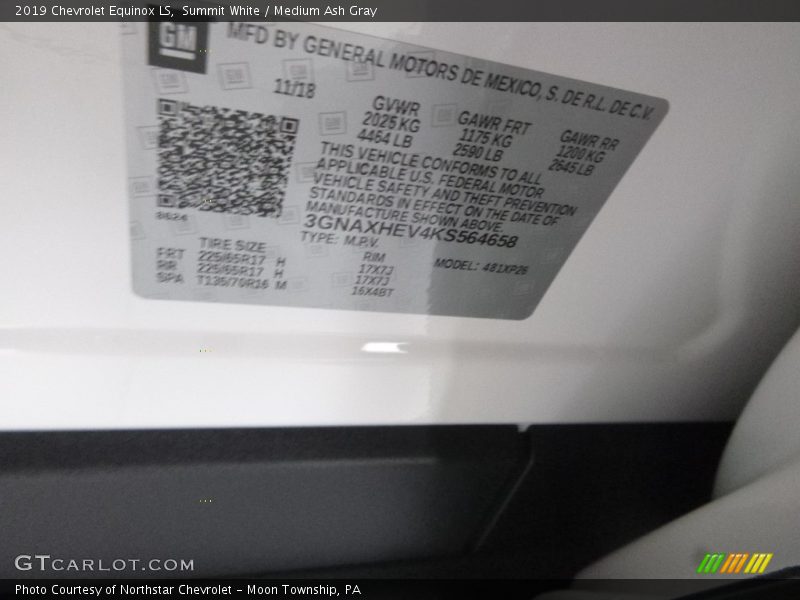 2019 Chevrolet Equinox LS, Summit White / Medium Ash Gray
GM
MFD BY GENERAL MOTORS DE MEXICO, S. DE R.L. DE C.V.
11/18
GVWR GAWR FRT GAWR RR
2025 KG 1175 KG 1200 KG
4464 LB 2590 LB 2645 LB
THIS VEHICLE CONFORMS TO ALL
APPLICABLE U.S. FEDERAL MOTOR
VEHICLE SAFETY AND THEFT PREVENTION
STANDARDS IN EFFECT ON THE DATE OF
MANUFACTURE SHOWN ABOVE.
3GNAXHEV4KS564658
8624
TYPE: M.P.V. MODEL: 481XP26
TIRE SIZE RIM
FRT 225/65R17 H 17X7J
RR 225/65R17 H 17X7J
SPA T135/70R16 M 16X4BT
GTCARLOT.COM
Photo Courtesy of Northstar Chevrolet - Moon Township, PA